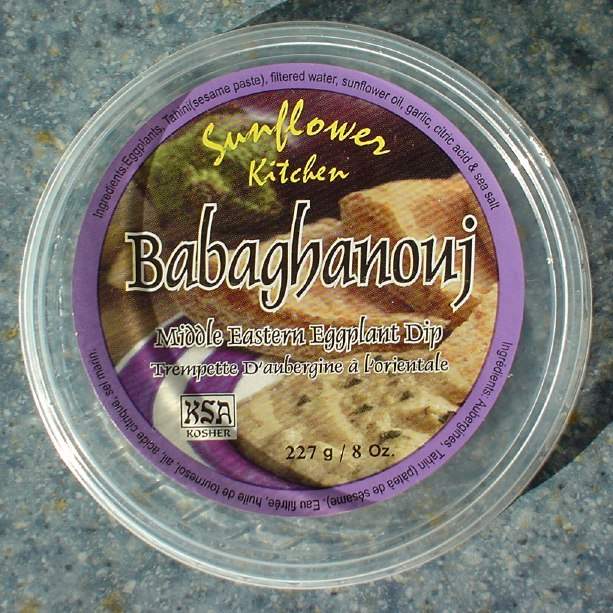 Ingredients:Eggplants, Tahini(sesame paste), filtered water, sunflower oil, garlic, citric acid & sea salt
Sunflower
Kitchen
Babaghanouj
Middle Eastern Eggplant Dip
Trempette D'aubergine à l'orientale
KSA
KOSHER
227 g / 8 Oz.
Ingrédients: Aubergines, Tahin (pâteà de sésame), Eau filtrée, huile de tournesol, ail, acide citrique, sel marin.